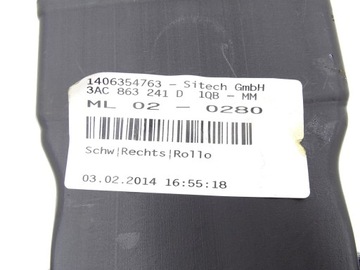 1406354763 - Sitech GmbH
3AC 863 241 D 1QB - MM
ML 02 - 0280
Schw|Rechts|Rollo
03.02.2014 16:55:18